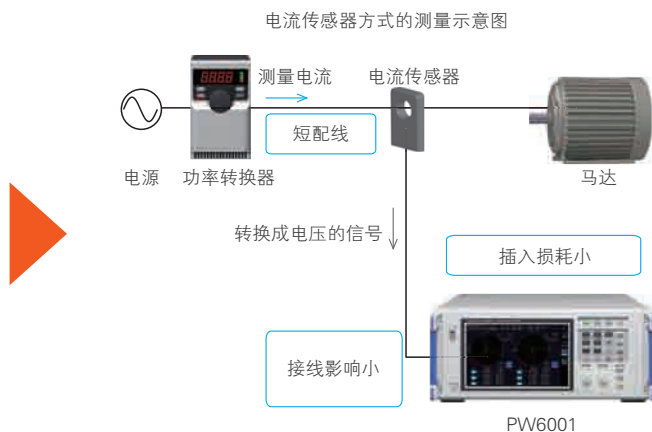 电流传感器方式的测量示意图
测量电流
电流传感器
短配线
电源
功率转换器
马达
转换成电压的信号
插入损耗小
接线影响小
PW6001